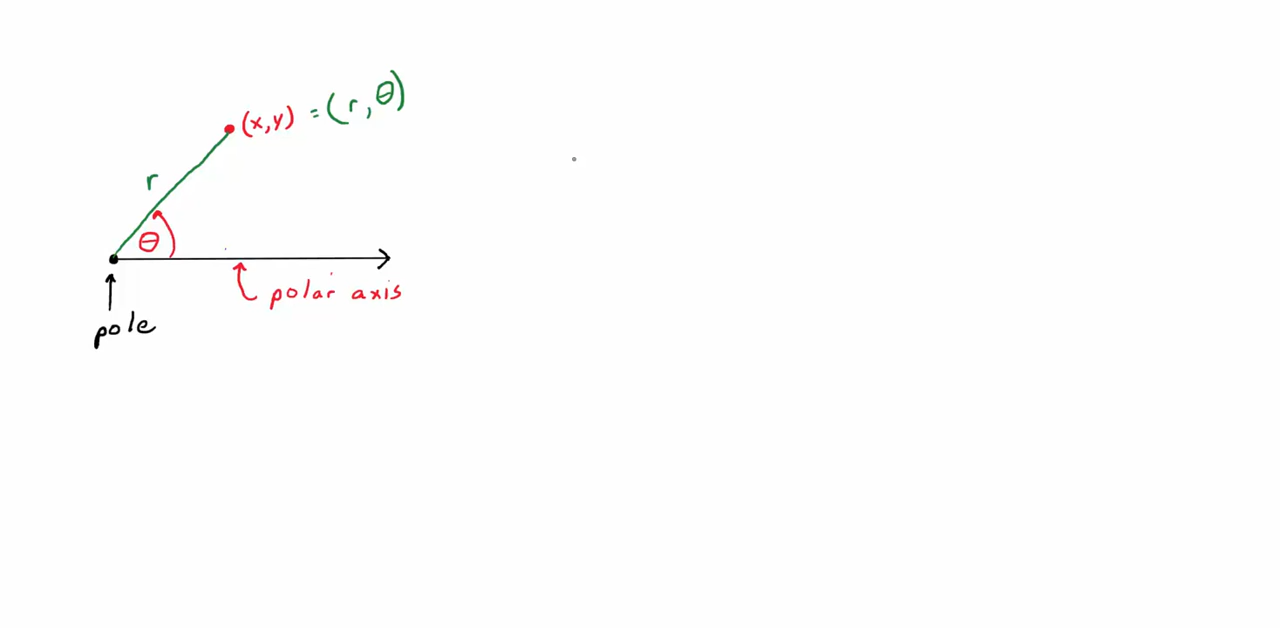 (x,y) = (r, θ)
r
θ
polar axis
pole